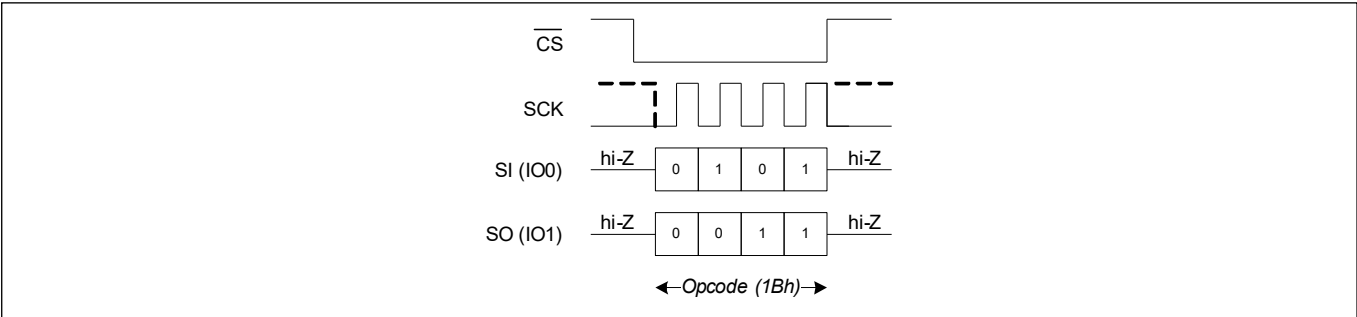 CS
SCK
SI (IO0) hi-Z 0 1 0 1 hi-Z
SO (IO1) hi-Z 0 0 1 1 hi-Z
Opcode (1Bh)